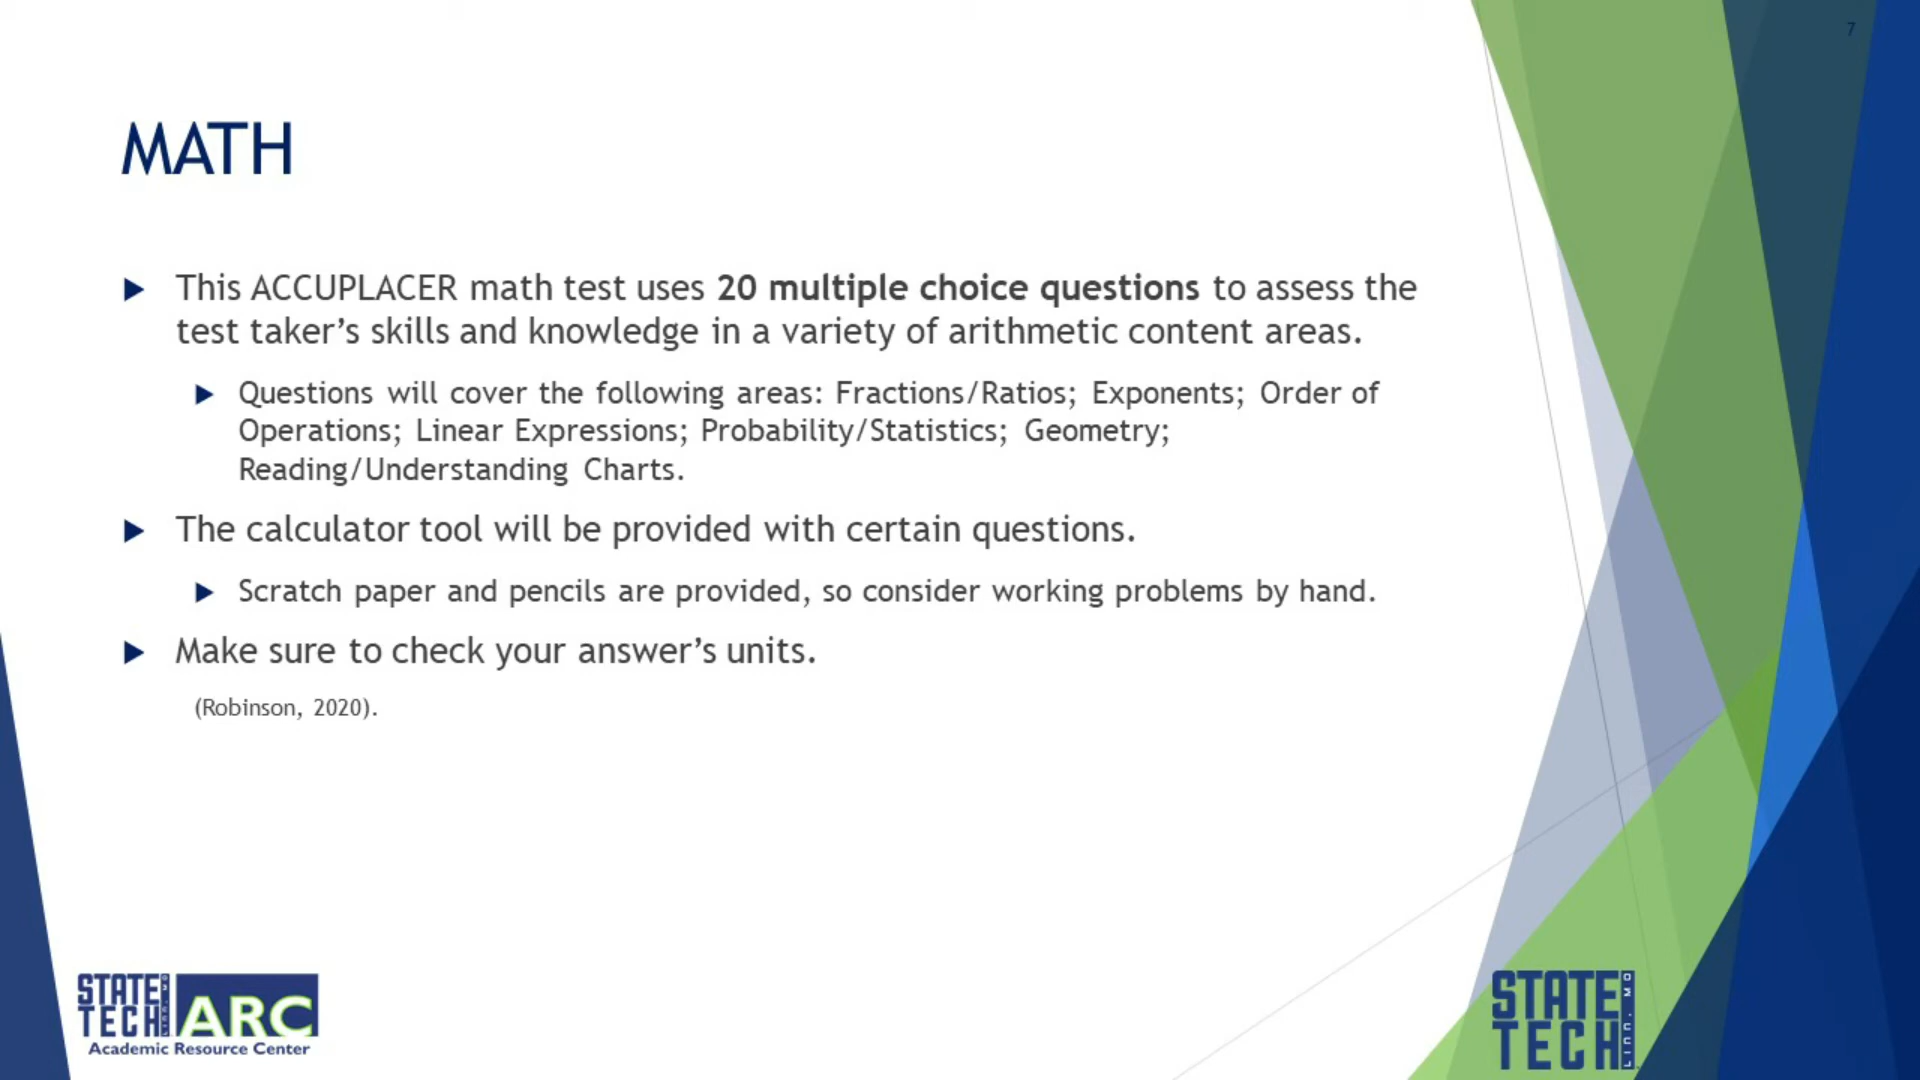 7
MATH
This ACCUPLACER math test uses 20 multiple choice questions to assess the
test taker’s skills and knowledge in a variety of arithmetic content areas.
Questions will cover the following areas: Fractions/Ratios; Exponents; Order of
Operations; Linear Expressions; Probability/Statistics; Geometry;
Reading/Understanding Charts.
The calculator tool will be provided with certain questions.
Scratch paper and pencils are provided, so consider working problems by hand.
Make sure to check your answer’s units.
(Robinson, 2020).
STATE
TECH
LINN, MO
ARC
Academic Resource Center
STATE
TECH
LINN, MO